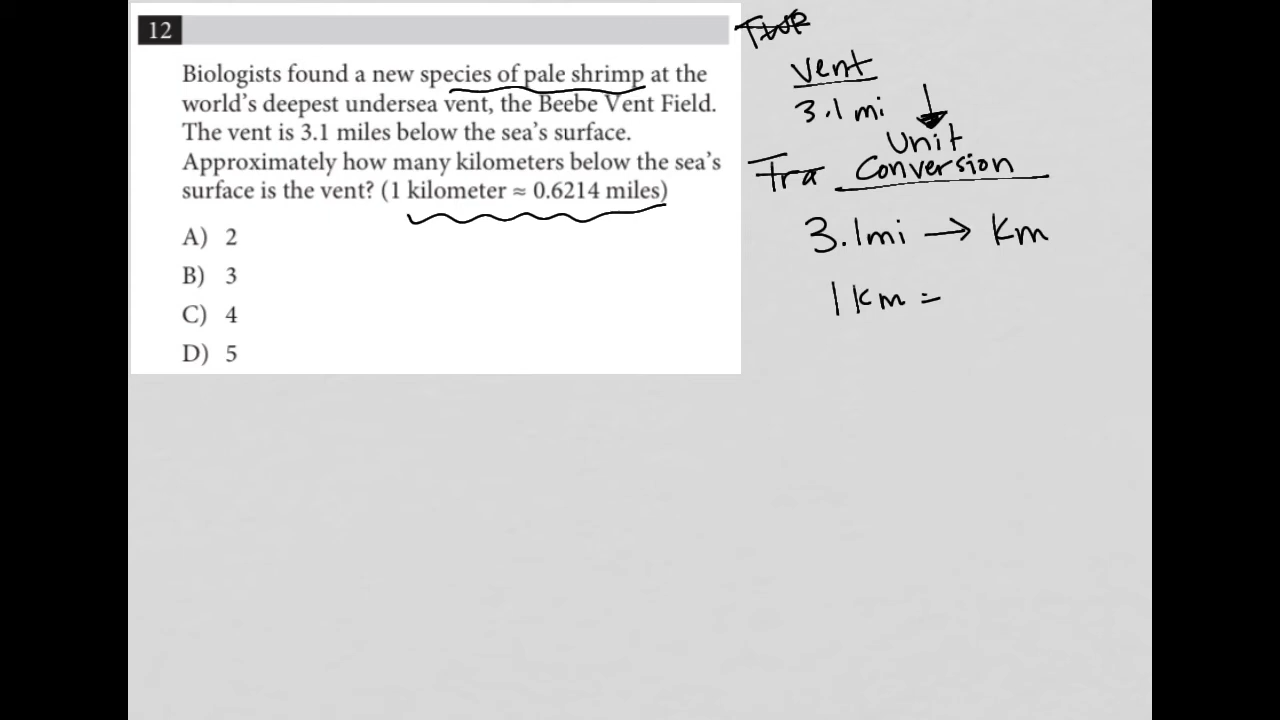 12
Biologists found a new species of pale shrimp at the
world's deepest undersea vent, the Beebe Vent Field.
The vent is 3.1 miles below the sea's surface.
Approximately how many kilometers below the sea's
surface is the vent? (1 kilometer ≈ 0.6214 miles)
A) 2
B) 3
C) 4
D) 5
Vent
3.1 mi
Unit
Tra Conversion
3.1mi → km
1 km =